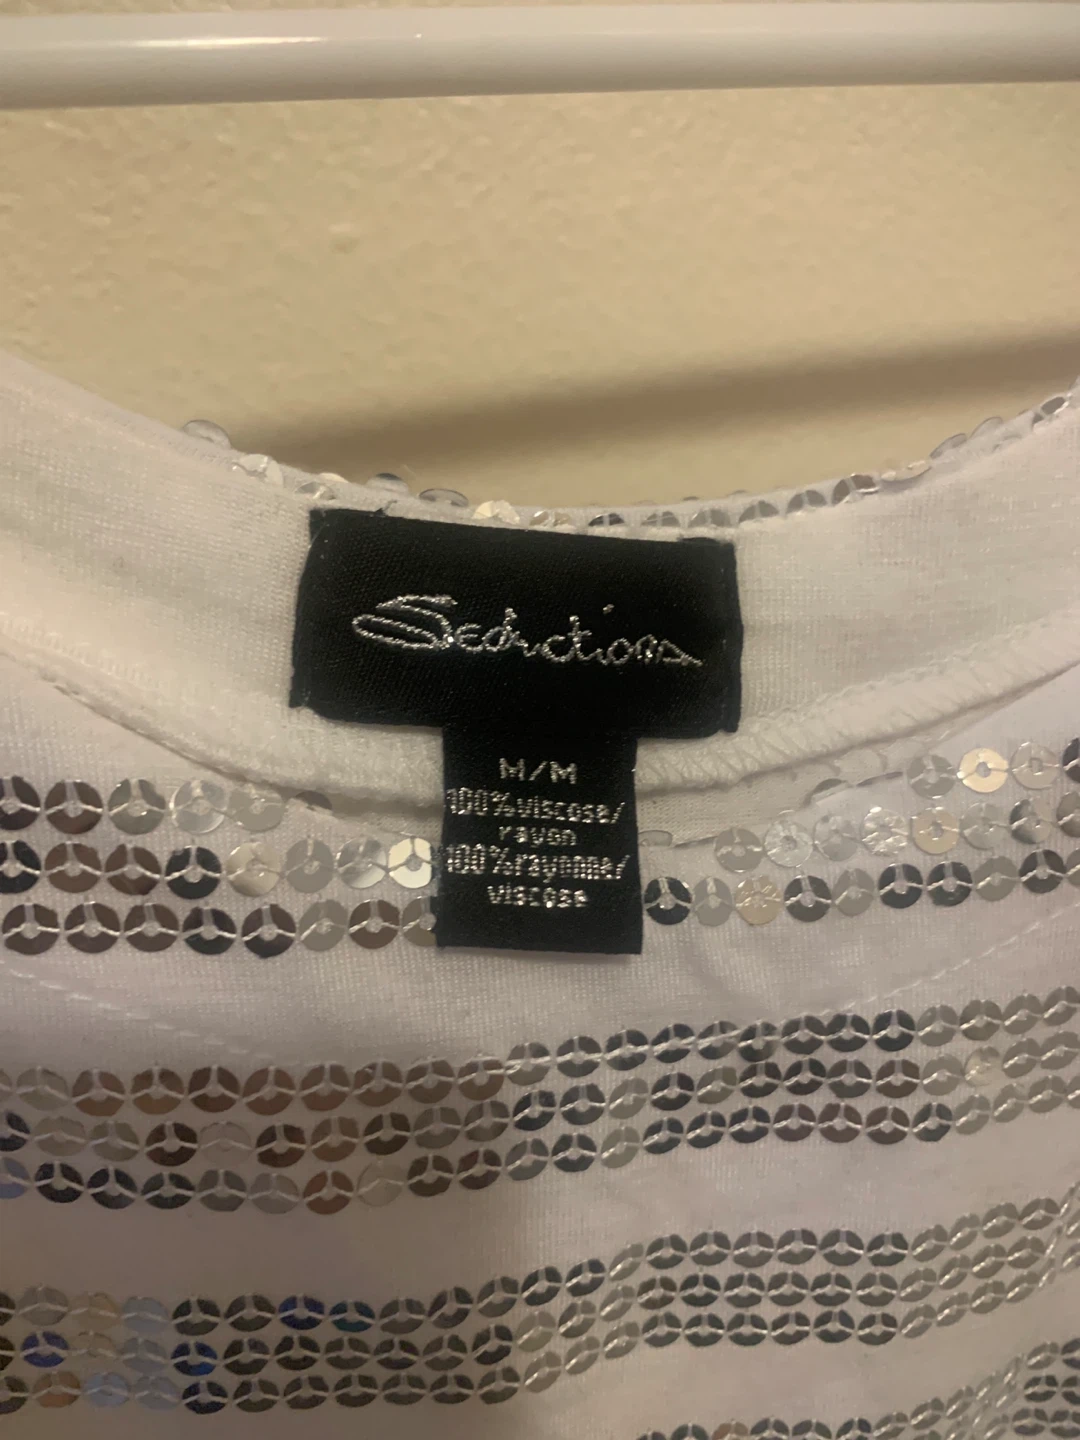 Seductions
M/M
100%viscose/
rayon
100%rayonne/
viscose